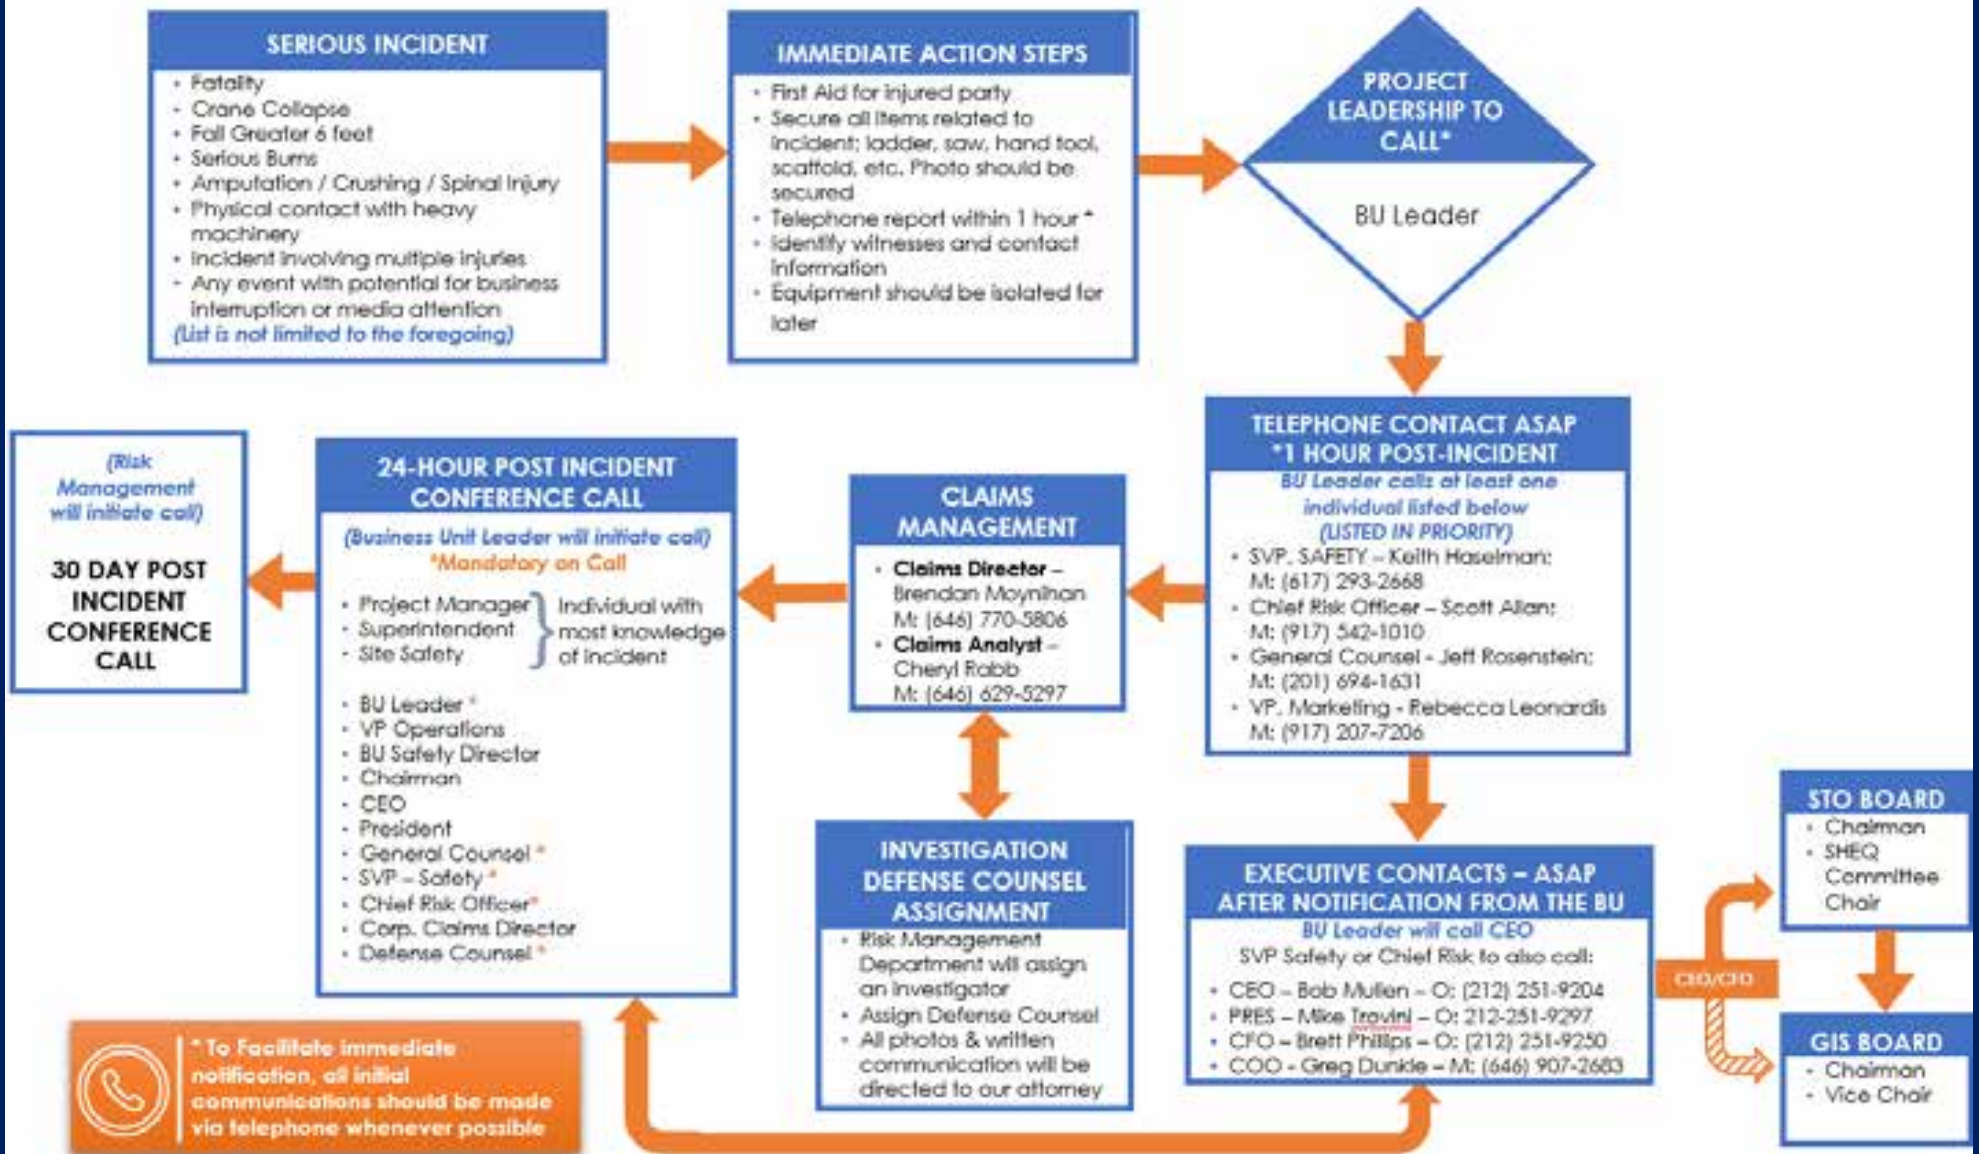 SERIOUS INCIDENT
• Fatality
- Crane Collapse
• Fall Greater 6 feet
• Serious Burns
• Amputation / Crushing / Spinal Injury
• Physical contact with heavy
machinery
• Incident involving multiple injuries
- Any event with potential for business
interruption or media attention
(List is not limited to the foregoing)
IMMEDIATE ACTION STEPS
• First Aid for injured party
• Secure all items related to
incident; ladder, saw, hand tool,
scaffold, etc. Photo should be
secured
• Telephone report within 1 hour *
• Identify witnesses and contact
information
• Equipment should be isolated for
later
PROJECT
LEADERSHIP TO
CALL*
BU Leader
TELEPHONE CONTACT ASAP
*1 HOUR POST-INCIDENT
BU Leader calls at least one
individual listed below
(LISTED IN PRIORITY)
• SVP. SAFETY – Keith Haselman:
M: (617) 293-2668
• Chief Risk Officer – Scott Allan:
M: (917) 542-1010
• General Counsel - Jeff Rosenstein:
M: (201) 694-1631
• VP. Marketing - Rebecca Leonardis
M: (917) 207-7206
CLAIMS
MANAGEMENT
• Claims Director –
Brendan Moynihan
M: (646) 770-5806
• Claims Analyst –
Cheryl Rabb
M: (646) 629-5297
24-HOUR POST INCIDENT
CONFERENCE CALL
(Business Unit Leader will initiate call)
*Mandatory on Call
• Project Manager
• Superintendent
• Site Safety
Individual with
most knowledge
of incident
• BU Leader *
• VP Operations
• BU Safety Director
• Chairman
• CEO
• President
• General Counsel *
• SVP – Safety *
• Chief Risk Officer*
• Corp. Claims Director
• Defense Counsel *
(Risk
Management
will initiate call)
30 DAY POST
INCIDENT
CONFERENCE
CALL
INVESTIGATION
DEFENSE COUNSEL
ASSIGNMENT
• Risk Management
Department will assign
an investigator
• Assign Defense Counsel
• All photos & written
communication will be
directed to our attorney
EXECUTIVE CONTACTS – ASAP
AFTER NOTIFICATION FROM THE BU
BU Leader will call CEO
SVP Safety or Chief Risk to also call:
• CEO – Bob Mullen – O: (212) 251-9204
• PRES – Mike Travini – O: 212-251-9297
• CFO – Brett Phillips – O: (212) 251-9250
• COO - Greg Dunkle – M: (646) 907-2683
CEO/CFO
STO BOARD
• Chairman
• SHEQ
Committee
Chair
GIS BOARD
- Chairman
- Vice Chair
* To Facilitate immediate
notification, all initial
communications should be made
via telephone whenever possible